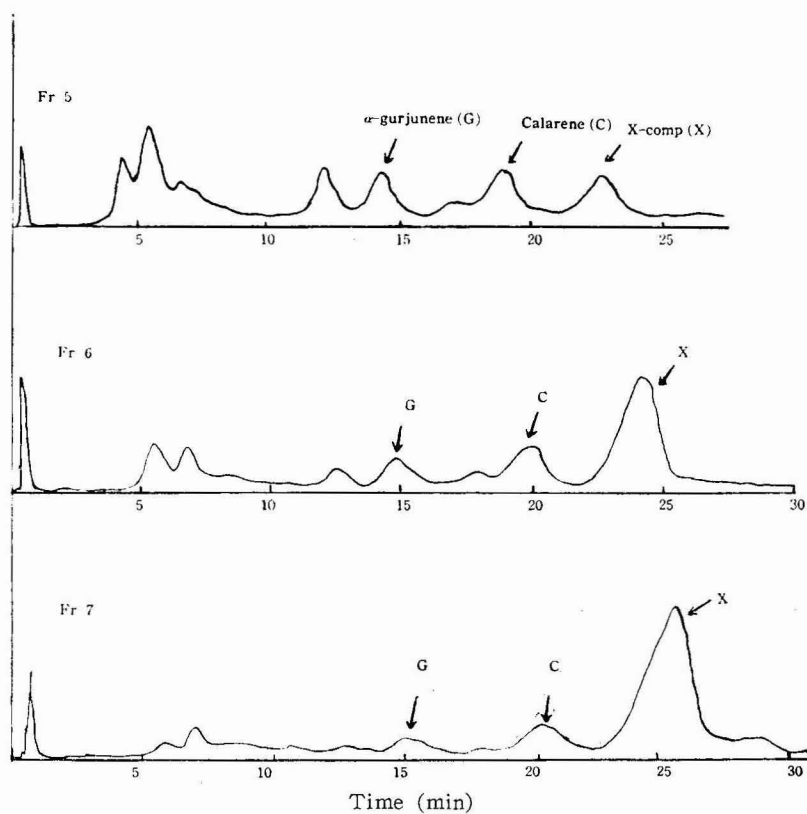 Fr 5
α-gurjunene (G)
Calarene (C)
X-comp (X)
5 10 15 20 25
Fr 6
G
C
X
5 10 15 20 25 30
Fr 7
G
C
X
5 10 15 20 25 30
Time (min)